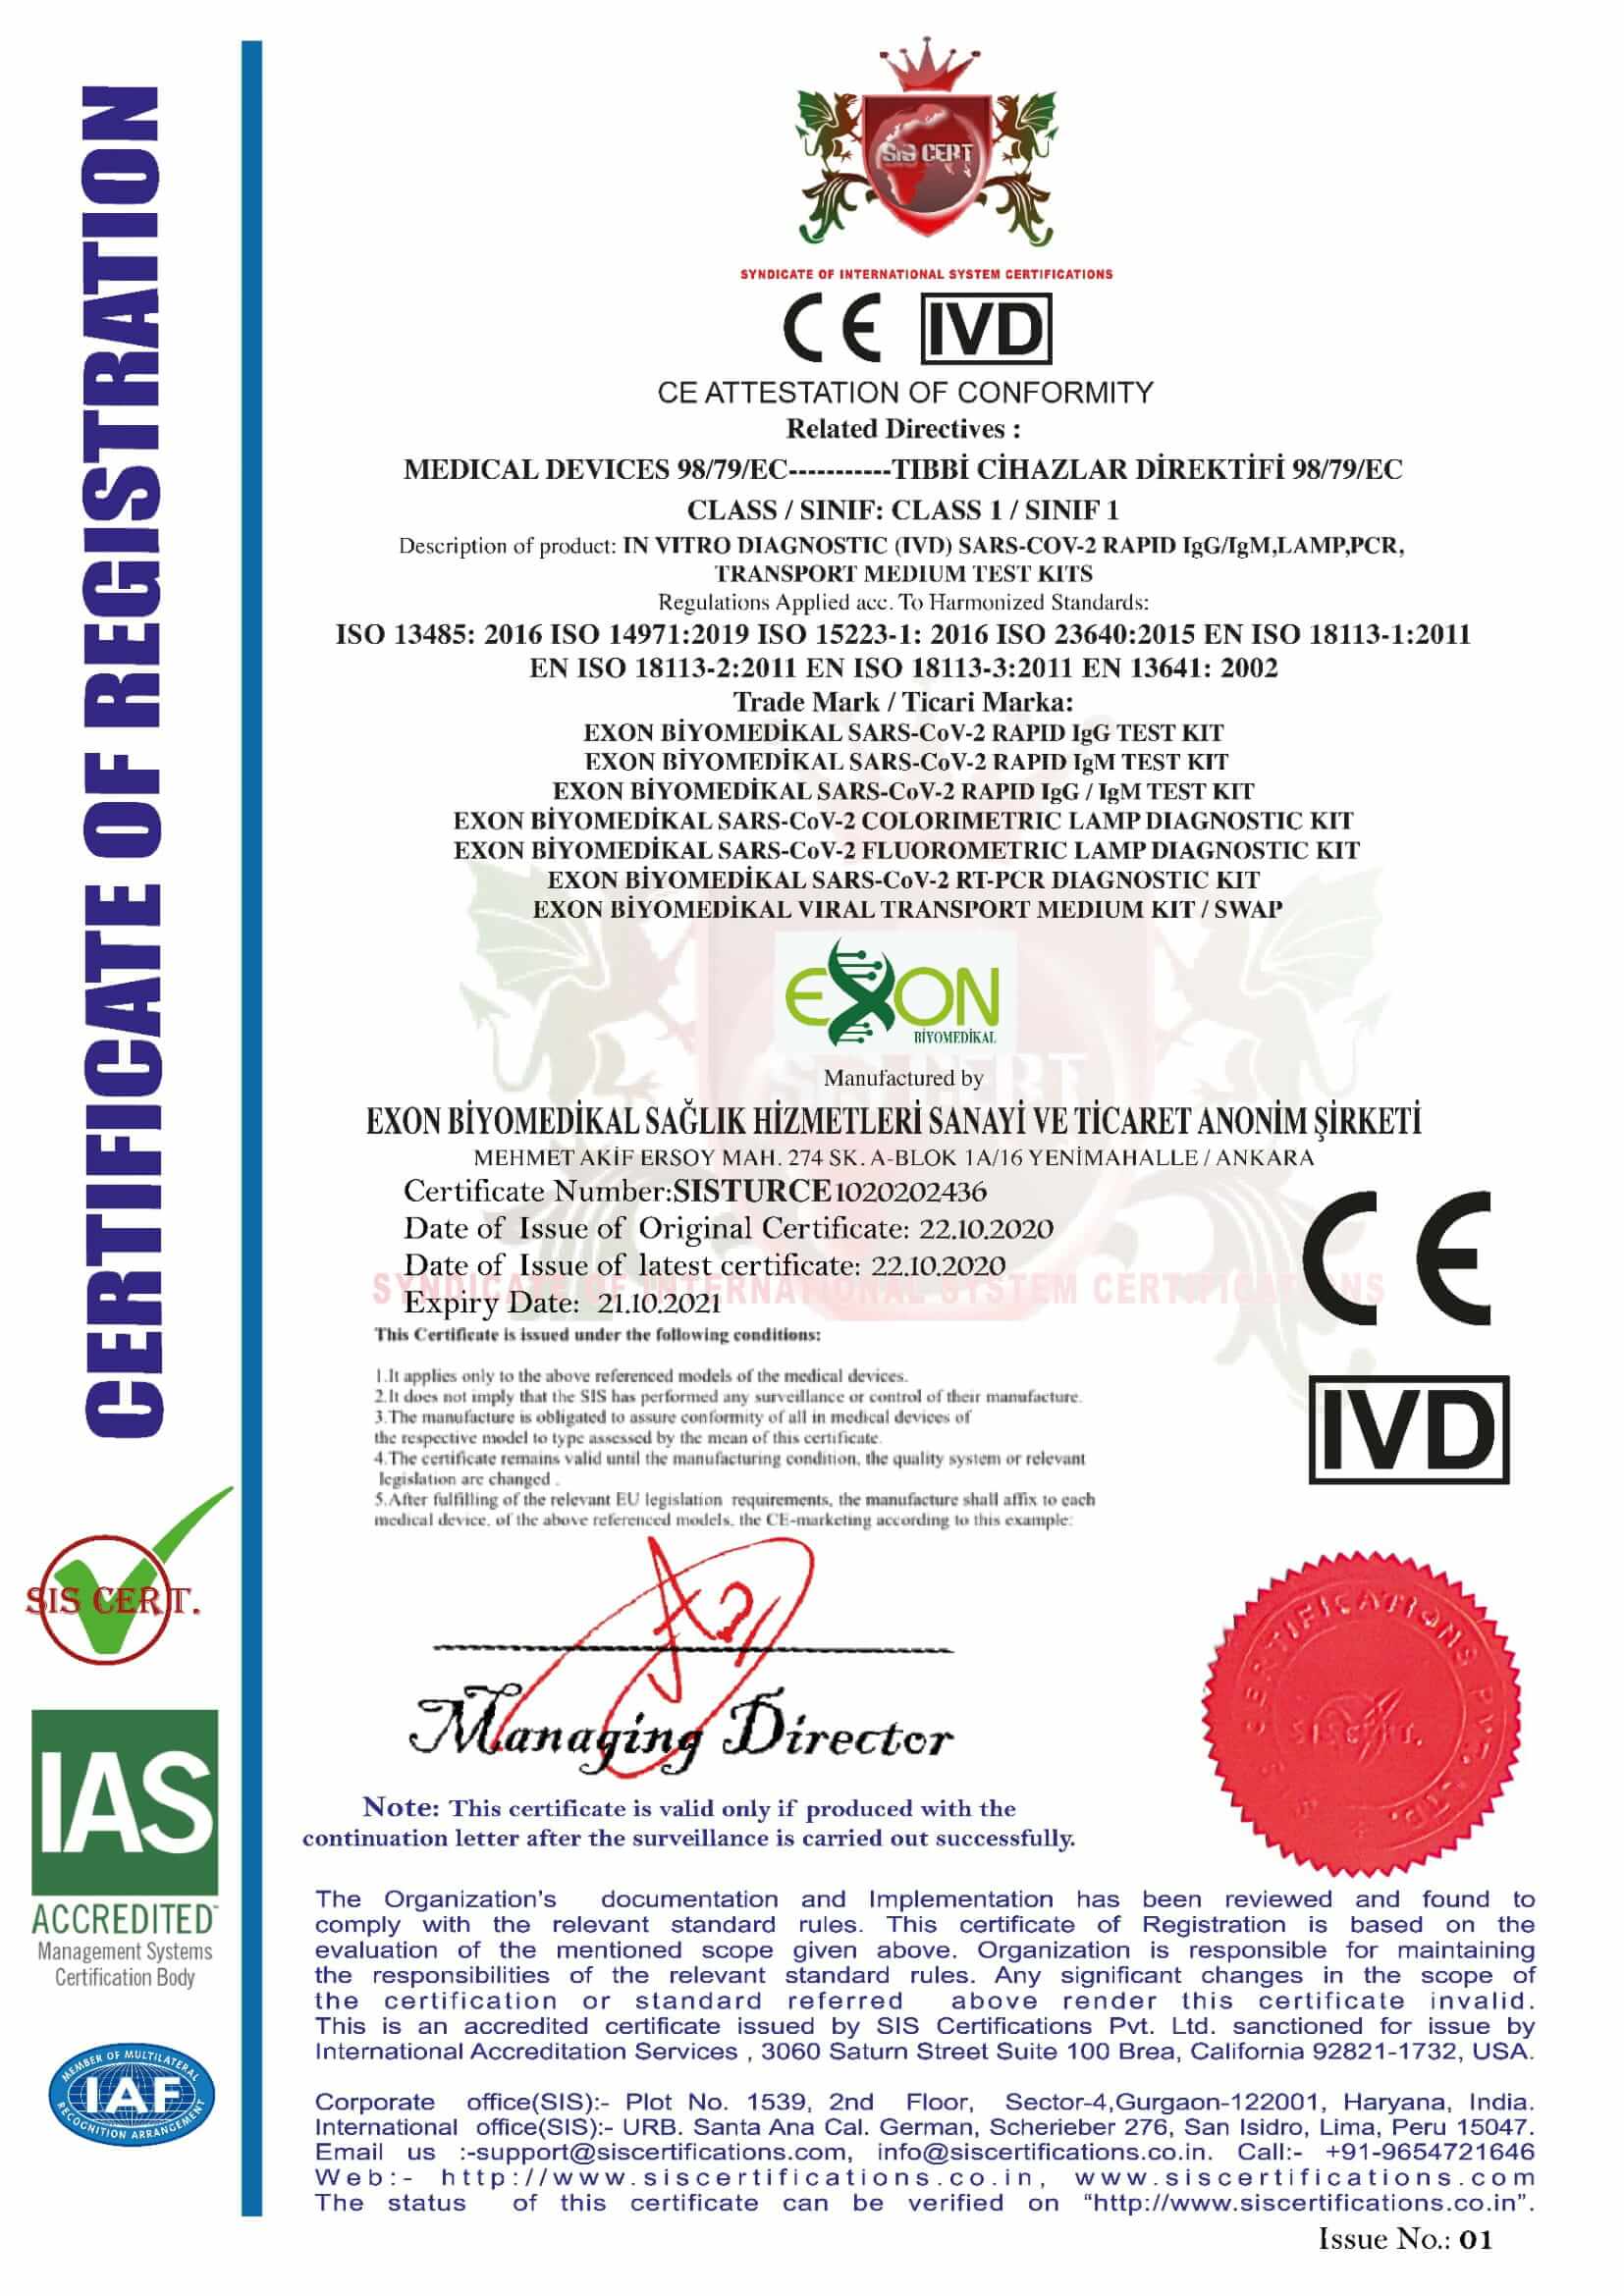 CERTIFICATE OF REGISTRATION
SIS CERT
SYNDICATE OF INTERNATIONAL SYSTEM CERTIFICATIONS
CE IVD
CE ATTESTATION OF CONFORMITY
Related Directives :
MEDICAL DEVICES 98/79/EC-----------TIBBİ CİHAZLAR DİREKTİFİ 98/79/EC
CLASS / SINIF: CLASS 1 / SINIF 1
Description of product: IN VITRO DIAGNOSTIC (IVD) SARS-COV-2 RAPID IgG/IgM,LAMP,PCR,
TRANSPORT MEDIUM TEST KITS
Regulations Applied acc. To Harmonized Standards:
ISO 13485: 2016 ISO 14971:2019 ISO 15223-1: 2016 ISO 23640:2015 EN ISO 18113-1:2011
EN ISO 18113-2:2011 EN ISO 18113-3:2011 EN 13641: 2002
Trade Mark / Ticari Marka:
EXON BİYOMEDİKAL SARS-CoV-2 RAPID IgG TEST KIT
EXON BİYOMEDİKAL SARS-CoV-2 RAPID IgM TEST KIT
EXON BİYOMEDİKAL SARS-CoV-2 RAPID IgG / IgM TEST KIT
EXON BİYOMEDİKAL SARS-CoV-2 COLORIMETRIC LAMP DIAGNOSTIC KIT
EXON BİYOMEDİKAL SARS-CoV-2 FLUOROMETRIC LAMP DIAGNOSTIC KIT
EXON BİYOMEDİKAL SARS-CoV-2 RT-PCR DIAGNOSTIC KIT
EXON BİYOMEDİKAL VIRAL TRANSPORT MEDIUM KIT / SWAP
EXON
BİYOMEDİKAL
SIS CERT
Manufactured by
EXON BİYOMEDİKAL SAĞLIK HİZMETLERİ SANAYİ VE TİCARET ANONİM ŞİRKETİ
MEHMET AKİF ERSOY MAH. 274 SK. A-BLOK 1A/16 YENİMAHALLE / ANKARA
Certificate Number:SISTURCE1020202436
Date of Issue of Original Certificate: 22.10.2020
Date of Issue of latest certificate: 22.10.2020
SYNDICATE OF INTERNATIONAL SYSTEM CERTIFICATIONS
Expiry Date: 21.10.2021
CE
IVD
This Certificate is issued under the following conditions:
1.It applies only to the above referenced models of the medical devices.
2.It does not imply that the SIS has performed any surveillance or control of their manufacture.
3.The manufacture is obligated to assure conformity of all in medical devices of
the respective model to type assessed by the mean of this certificate.
4.The certificate remains valid until the manufacturing condition, the quality system or relevant
legislation are changed .
5.After fulfilling of the relevant EU legislation requirements, the manufacture shall affix to each
medical device, of the above referenced models, the CE-marketing according to this example:
Managing Director
SIS CERTIFICATIONS PVT. LTD.
SIS CERT.
SIS CERT.
IAS
ACCREDITED
Management Systems
Certification Body
MEMBER OF MULTILATERAL
IAF
RECOGNITION ARRANGEMENT
Note: This certificate is valid only if produced with the
continuation letter after the surveillance is carried out successfully.
The Organization's documentation and Implementation has been reviewed and found to
comply with the relevant standard rules. This certificate of Registration is based on the
evaluation of the mentioned scope given above. Organization is responsible for maintaining
the responsibilities of the relevant standard rules. Any significant changes in the scope of
the certification or standard referred above render this certificate invalid.
This is an accredited certificate issued by SIS Certifications Pvt. Ltd. sanctioned for issue by
International Accreditation Services , 3060 Saturn Street Suite 100 Brea, California 92821-1732, USA.
Corporate office(SIS):- Plot No. 1539, 2nd Floor, Sector-4,Gurgaon-122001, Haryana, India.
International office(SIS):- URB. Santa Ana Cal. German, Scherieber 276, San Isidro, Lima, Peru 15047.
Email us :-support@siscertifications.com, info@siscertifications.co.in. Call:- +91-9654721646
Web:- http://www.siscertifications.co.in, www.siscertifications.com
The status of this certificate can be verified on “http://www.siscertifications.co.in”.
Issue No.: 01